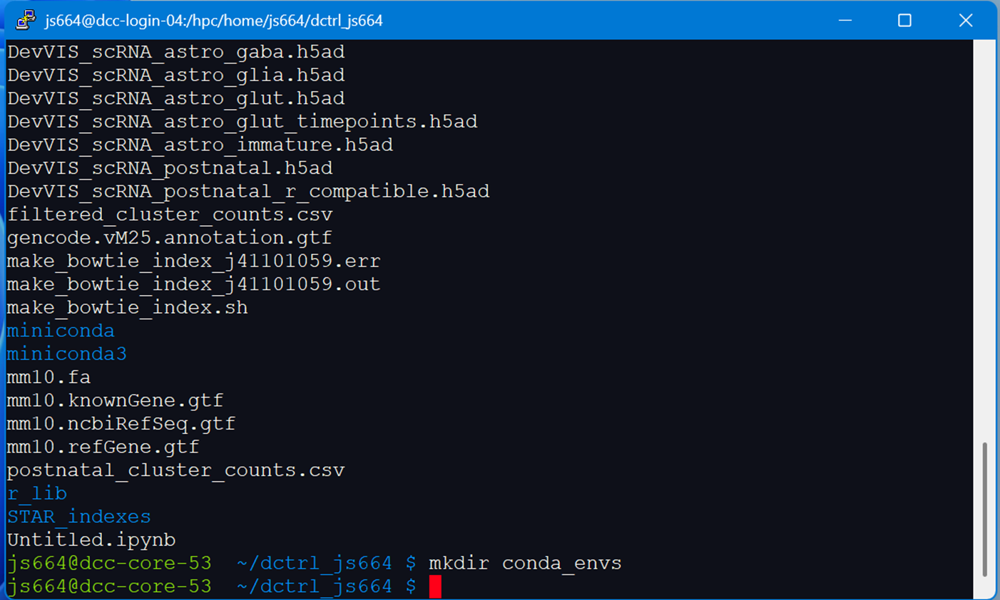 js664@dcc-login-04:/hpc/home/js664/dctrl_js664
DevVIS_scRNA_astro_gaba.h5ad
DevVIS_scRNA_astro_glia.h5ad
DevVIS_scRNA_astro_glut.h5ad
DevVIS_scRNA_astro_glut_timepoints.h5ad
DevVIS_scRNA_astro_immature.h5ad
DevVIS_scRNA_postnatal.h5ad
DevVIS_scRNA_postnatal_r_compatible.h5ad
filtered_cluster_counts.csv
gencode.vM25.annotation.gtf
make_bowtie_index_j41101059.err
make_bowtie_index_j41101059.out
make_bowtie_index.sh
miniconda
miniconda3
mm10.fa
mm10.knownGene.gtf
mm10.ncbiRefSeq.gtf
mm10.refGene.gtf
postnatal_cluster_counts.csv
r_lib
STAR_indexes
Untitled.ipynb
js664@dcc-core-53  ~/dctrl_js664 $ mkdir conda_envs
js664@dcc-core-53  ~/dctrl_js664 $